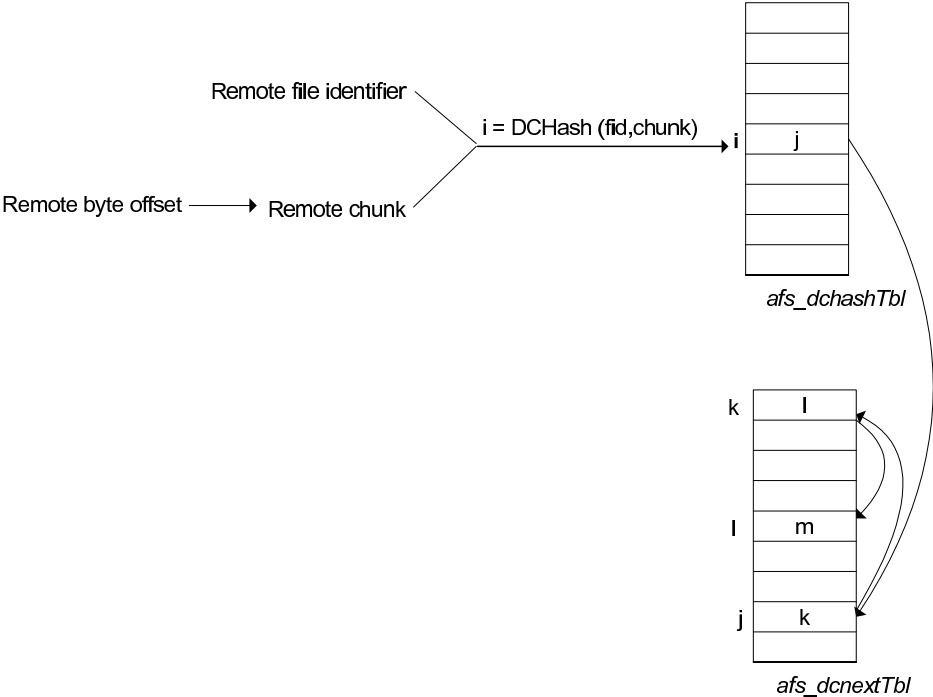 Remote file identifier
i = DCHash (fid,chunk)
i
j
Remote byte offset
Remote chunk
afs_dchashTbl
k
l
l
m
j
k
afs_dcnextTbl